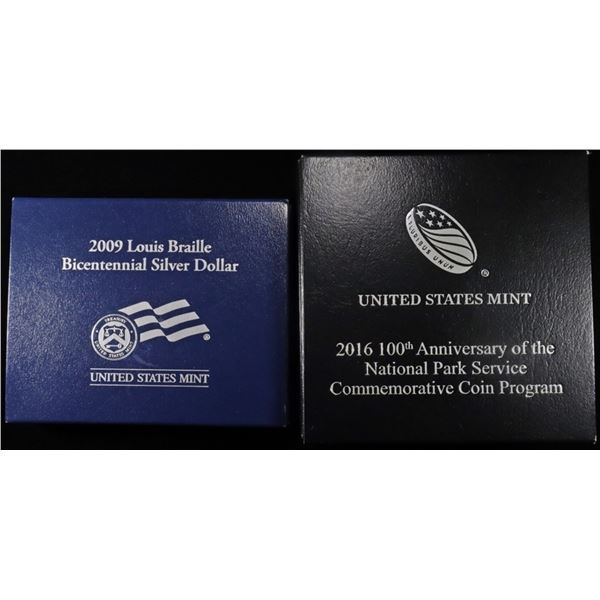 2009 Louis Braille
Bicentennial Silver Dollar
UNITED STATES MINT
PLURIBUS UNUM
®
UNITED STATES MINT
2016 100th Anniversary of the
National Park Service
Commemorative Coin Program